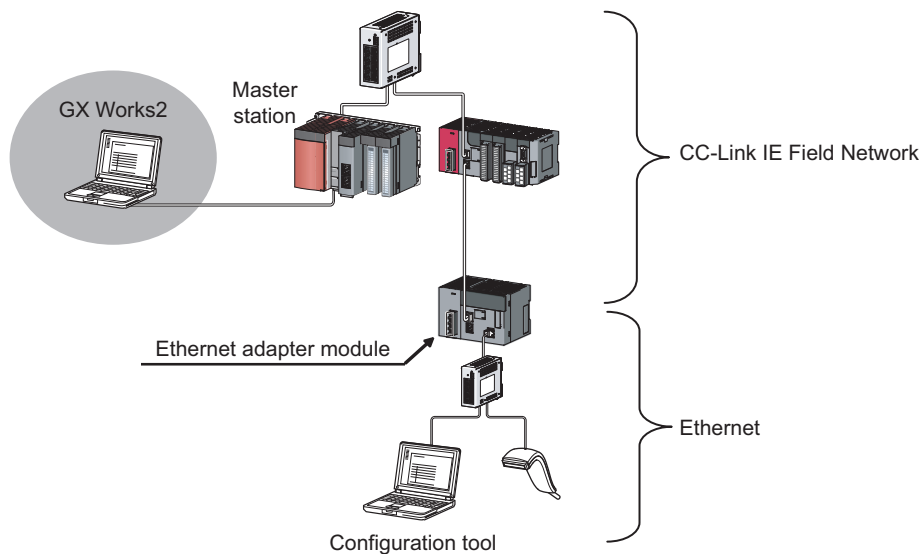 GX Works2
Master
station
CC-Link IE Field Network
Ethernet adapter module
Ethernet
Configuration tool